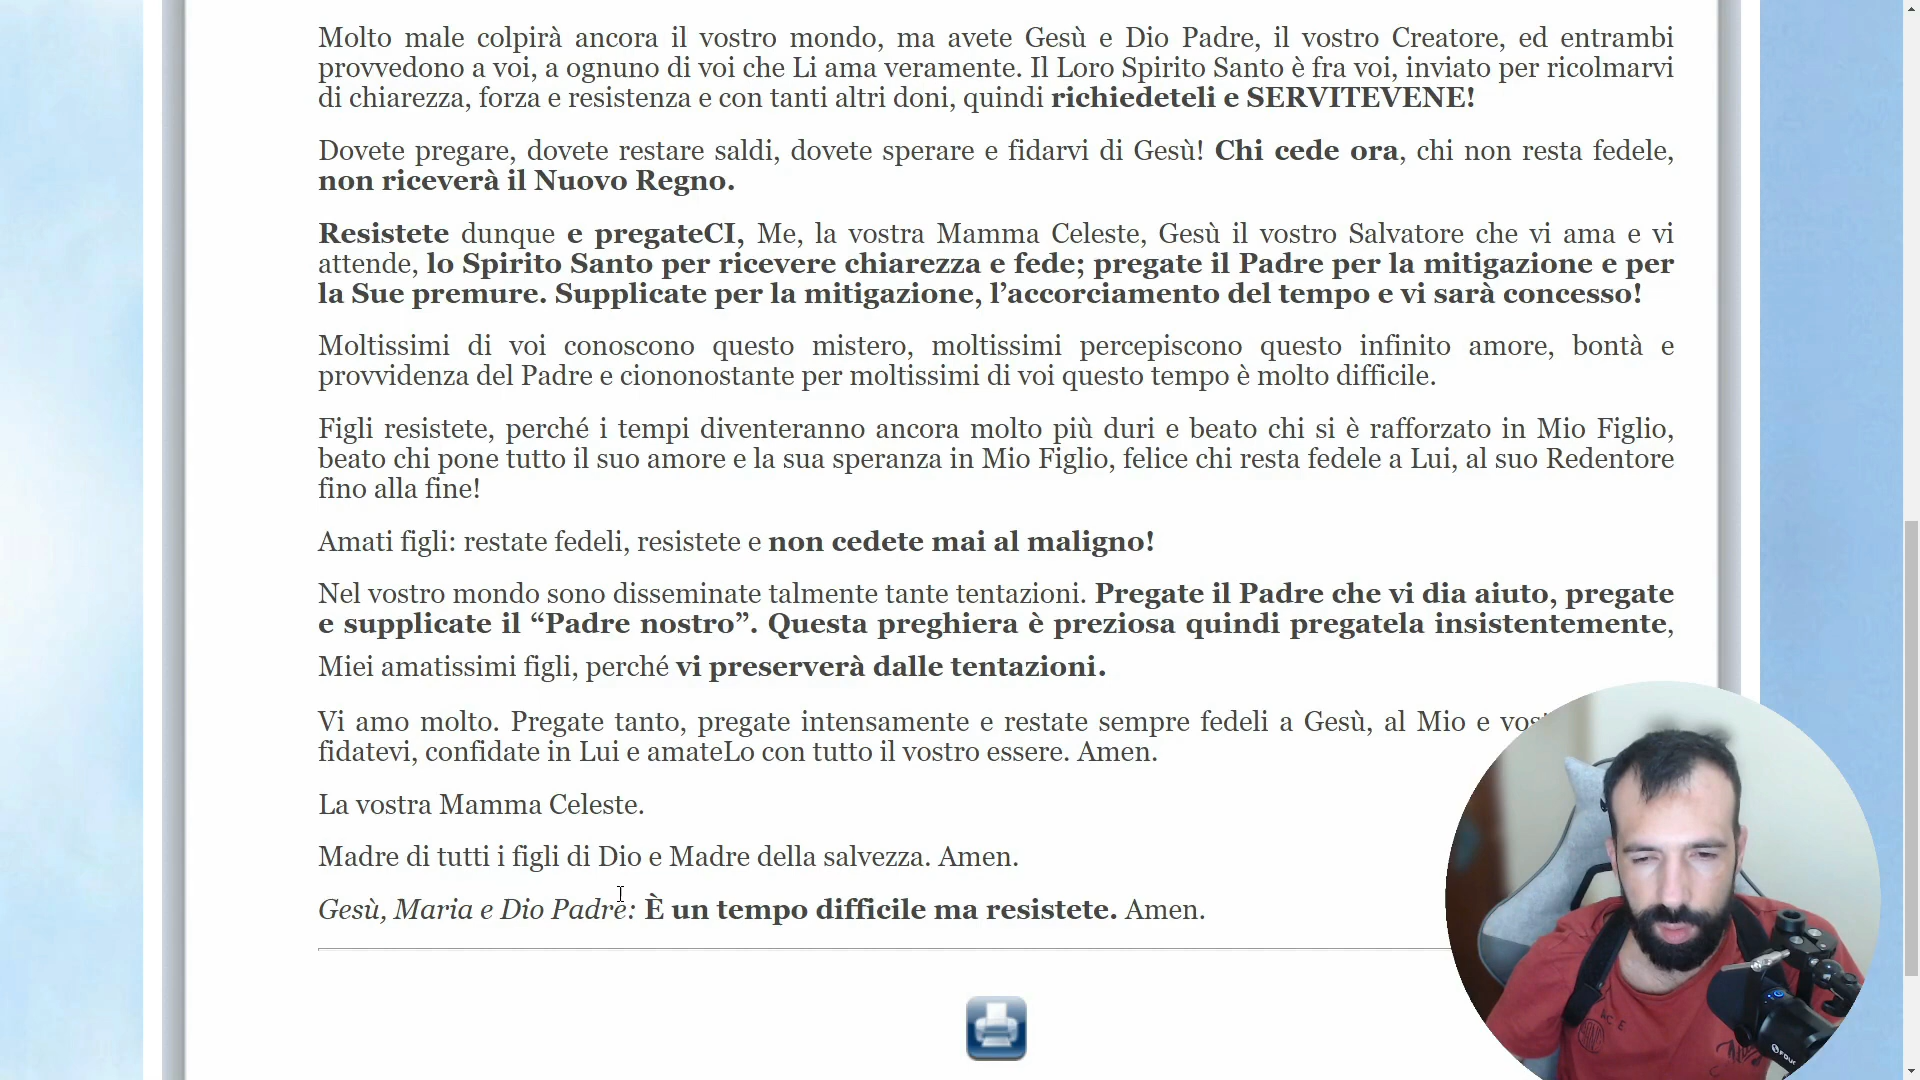 Molto male colpirà ancora il vostro mondo, ma avete Gesù e Dio Padre, il vostro Creatore, ed entrambi
provvedono a voi, a ognuno di voi che Li ama veramente. Il Loro Spirito Santo è fra voi, inviato per ricolmarvi
di chiarezza, forza e resistenza e con tanti altri doni, quindi richiedeteli e SERVITEVENE!
Dovete pregare, dovete restare saldi, dovete sperare e fidarvi di Gesù! Chi cede ora, chi non resta fedele,
non riceverà il Nuovo Regno.
Resistete dunque e pregateCI, Me, la vostra Mamma Celeste, Gesù il vostro Salvatore che vi ama e vi
attende, lo Spirito Santo per ricevere chiarezza e fede; pregate il Padre per la mitigazione e per
la Sue premure. Supplicate per la mitigazione, l’accorciamento del tempo e vi sarà concesso!
Moltissimi di voi conoscono questo mistero, moltissimi percepiscono questo infinito amore, bontà e
provvidenza del Padre e ciononostante per moltissimi di voi questo tempo è molto difficile.
Figli resistete, perché i tempi diventeranno ancora molto più duri e beato chi si è rafforzato in Mio Figlio,
beato chi pone tutto il suo amore e la sua speranza in Mio Figlio, felice chi resta fedele a Lui, al suo Redentore
fino alla fine!
Amati figli: restate fedeli, resistete e non cedete mai al maligno!
Nel vostro mondo sono disseminate talmente tante tentazioni. Pregate il Padre che vi dia aiuto, pregate
e supplicate il “Padre nostro”. Questa preghiera è preziosa quindi pregatela insistentemente,
Miei amatissimi figli, perché vi preserverà dalle tentazioni.
Vi amo molto. Pregate tanto, pregate intensamente e restate sempre fedeli a Gesù, al Mio e
fidatevi, confidate in Lui e amateLo con tutto il vostro essere. Amen.
La vostra Mamma Celeste.
Madre di tutti i figli di Dio e Madre della salvezza. Amen.
Gesù, Maria e Dio Padre: È un tempo difficile ma resistete. Amen.